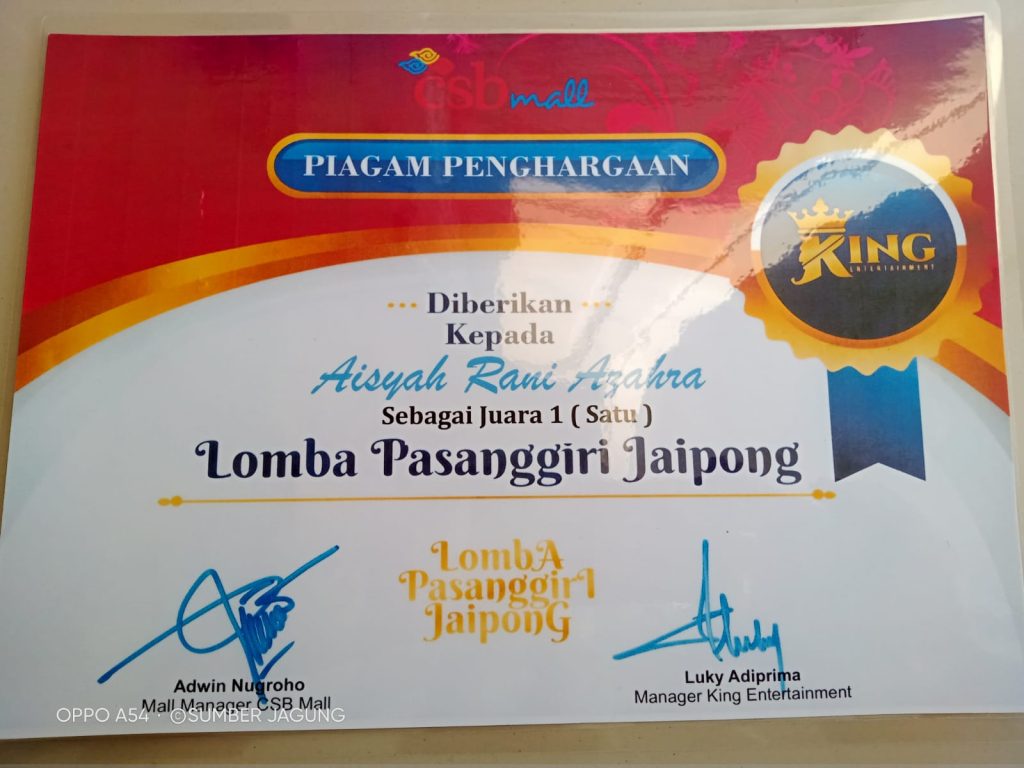 csb mall
PIAGAM PENGHARGAAN
KING
ENTERTAINMENT
Diberikan
Kepada
Aisyah Rani Azahra
Sebagai Juara 1 ( Satu )
Lomba Pasanggiri Jaipong
LombA
PasanggirI
JaiponG
Adwin Nugroho
Mall Manager CSB Mall
Luky Adiprima
Manager King Entertainment
OPPO A54 · ©SUMBER JAGUNG